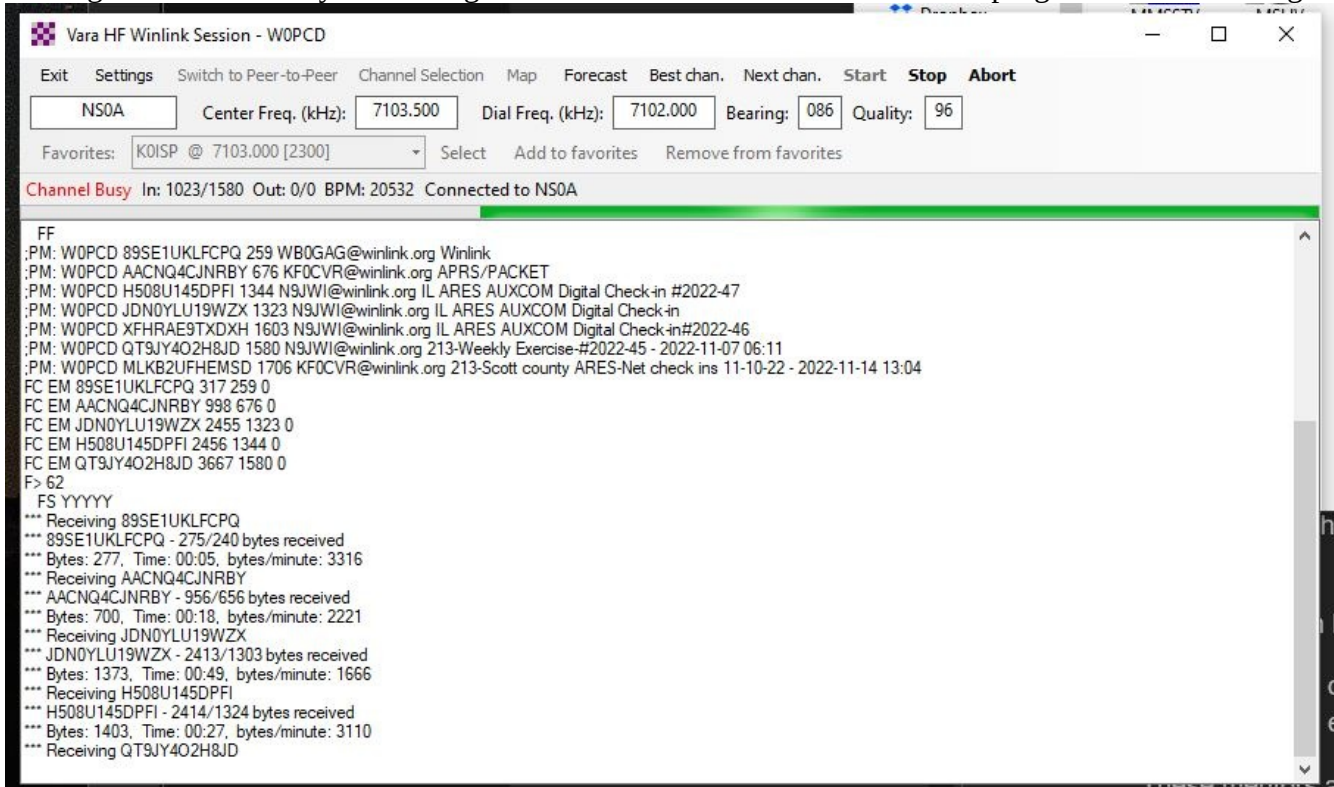 Vara HF Winlink Session - W0PCD
Exit Settings Switch to Peer-to-Peer Channel Selection Map Forecast Best chan. Next chan. Start Stop Abort
NS0A Center Freq. (kHz): 7103.500 Dial Freq. (kHz): 7102.000 Bearing: 086 Quality: 96
Favorites: K0ISP @ 7103.000 [2300] Select Add to favorites Remove from favorites
Channel Busy In: 1023/1580 Out: 0/0 BPM: 20532 Connected to NS0A
FF
;PM: W0PCD 89SE1UKLFCPQ 259 WB0GAG@winlink.org Winlink
;PM: W0PCD AACNQ4CJNRBY 676 KF0CVR@winlink.org APRS/PACKET
;PM: W0PCD H508U145DPFI 1344 N9JWI@winlink.org IL ARES AUXCOM Digital Check-in #2022-47
;PM: W0PCD JDN0YLU19WZX 1323 N9JWI@winlink.org IL ARES AUXCOM Digital Check-in
;PM: W0PCD XFHRAE9TXDXH 1603 N9JWI@winlink.org IL ARES AUXCOM Digital Check-in#2022-46
;PM: W0PCD QT9JY4O2H8JD 1580 N9JWI@winlink.org 213-Weekly Exercise-#2022-45 - 2022-11-07 06:11
;PM: W0PCD MLKB2UFHEMSD 1706 KF0CVR@winlink.org 213-Scott county ARES-Net check ins 11-10-22 - 2022-11-14 13:04
FC EM 89SE1UKLFCPQ 317 259 0
FC EM AACNQ4CJNRBY 998 676 0
FC EM JDN0YLU19WZX 2455 1323 0
FC EM H508U145DPFI 2456 1344 0
FC EM QT9JY4O2H8JD 3667 1580 0
F> 62
FS YYYYY
*** Receiving 89SE1UKLFCPQ
*** 89SE1UKLFCPQ - 275/240 bytes received
*** Bytes: 277, Time: 00:05, bytes/minute: 3316
*** Receiving AACNQ4CJNRBY
*** AACNQ4CJNRBY - 956/656 bytes received
*** Bytes: 700, Time: 00:18, bytes/minute: 2221
*** Receiving JDN0YLU19WZX
*** JDN0YLU19WZX - 2413/1303 bytes received
*** Bytes: 1373, Time: 00:49, bytes/minute: 1666
*** Receiving H508U145DPFI
*** H508U145DPFI - 2414/1324 bytes received
*** Bytes: 1403, Time: 00:27, bytes/minute: 3110
*** Receiving QT9JY4O2H8JD